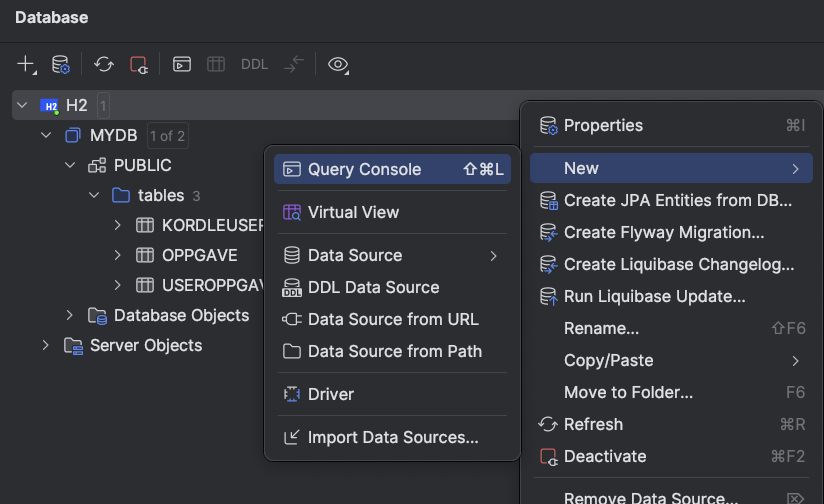 Database
DDL
H2 H2 1
MYDB 1 of 2
PUBLIC
tables 3
KORDLEUSER
OPPGAVE
USEROPPGAV
Database Objects
Server Objects
Query Console ⇧⌘L
Virtual View
Data Source
DDL Data Source
Data Source from URL
Data Source from Path
Driver
Import Data Sources...
Properties ⌘I
New
Create JPA Entities from DB...
Create Flyway Migration...
Create Liquibase Changelog...
Run Liquibase Update...
Rename... ⇧F6
Copy/Paste
Move to Folder... F6
Refresh ⌘R
Deactivate ⌘F2
Remove Data Source... ⌦